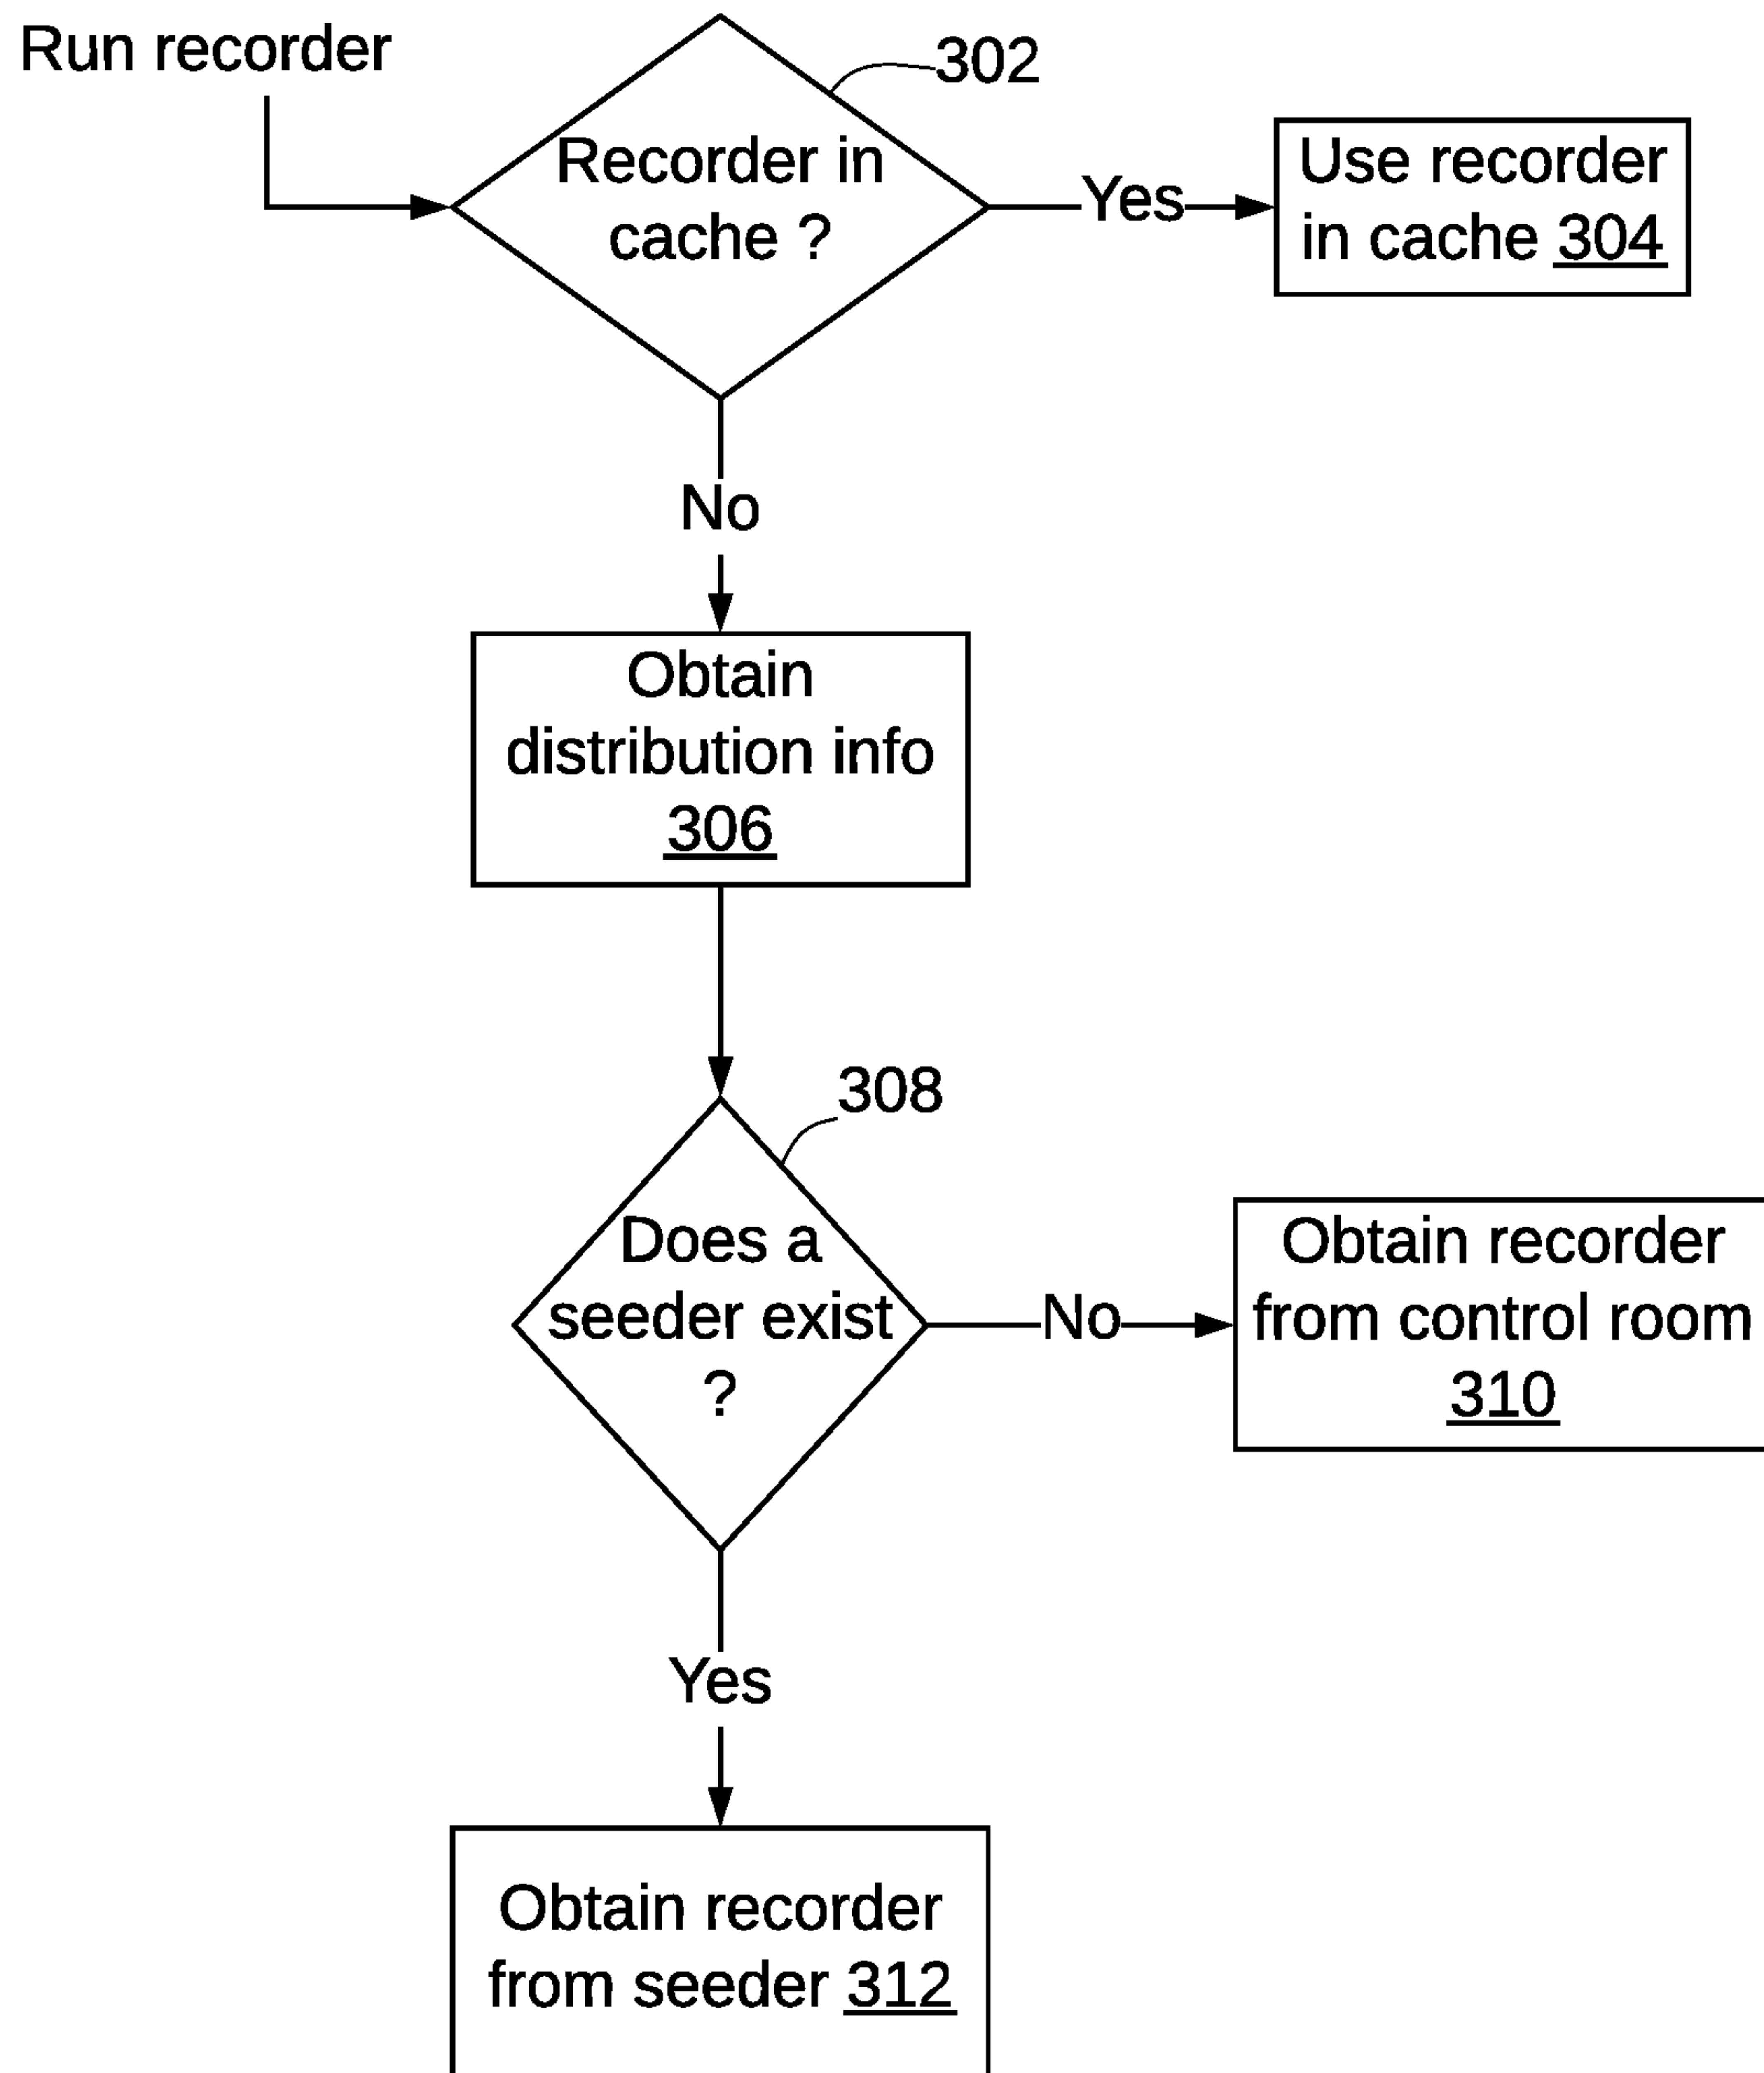 Run recorder
302
Recorder in
cache ?
Yes
Use recorder
in cache 304
No
Obtain
distribution info
306
308
Does a
seeder exist
?
No
Obtain recorder
from control room
310
Yes
Obtain recorder
from seeder 312